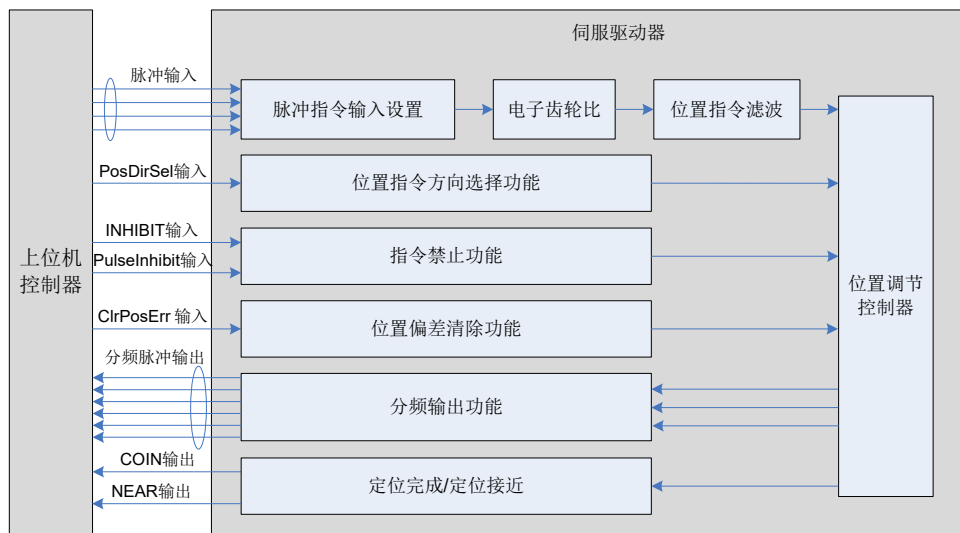 伺服驱动器
脉冲输入
脉冲指令输入设置
电子齿轮比
位置指令滤波
PosDirSel输入
位置指令方向选择功能
INHIBIT输入
PulseInhibit输入
指令禁止功能
上位机
控制器
位置调节
控制器
ClrPosErr 输入
位置偏差清除功能
分频脉冲输出
分频输出功能
COIN输出
NEAR输出
定位完成/定位接近